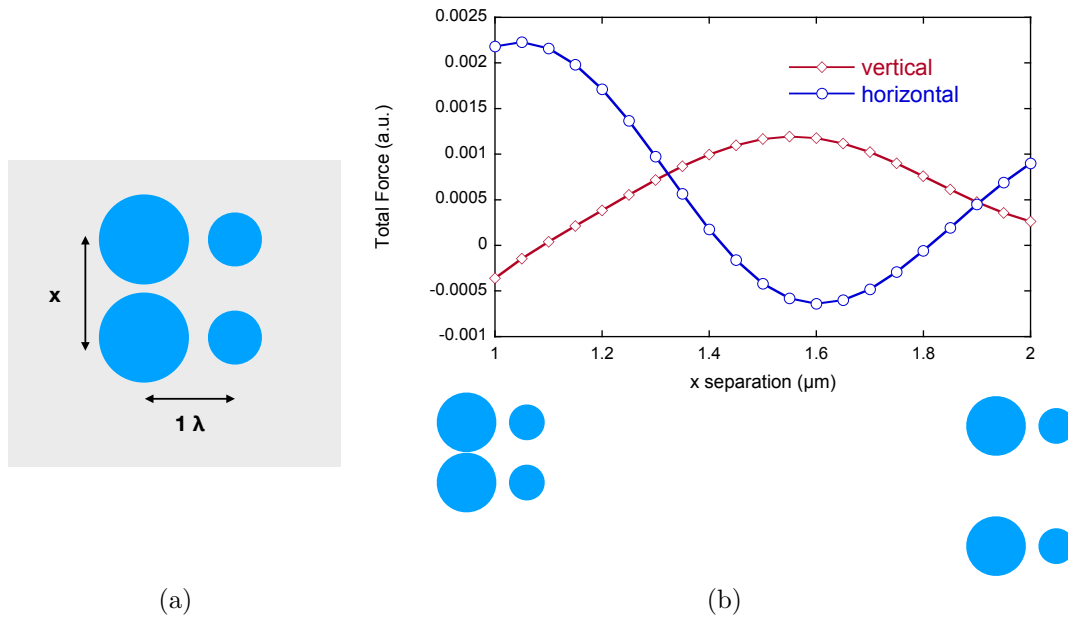 x
1 λ
(a)
Total Force (a.u.)
0.0025
0.002
0.0015
0.001
0.0005
0
-0.0005
-0.001
vertical
horizontal
1
1.2
1.4
1.6
1.8
2
x separation (μm)
(b)